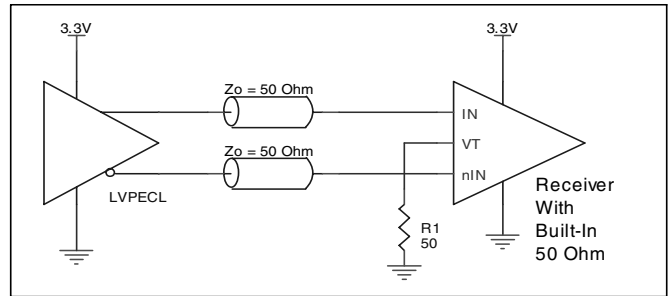 3.3V
3.3V
Zo = 50 Ohm
IN
VT
Zo = 50 Ohm
nIN
LVPECL
Receiver
With
Built-In
50 Ohm
R1
50